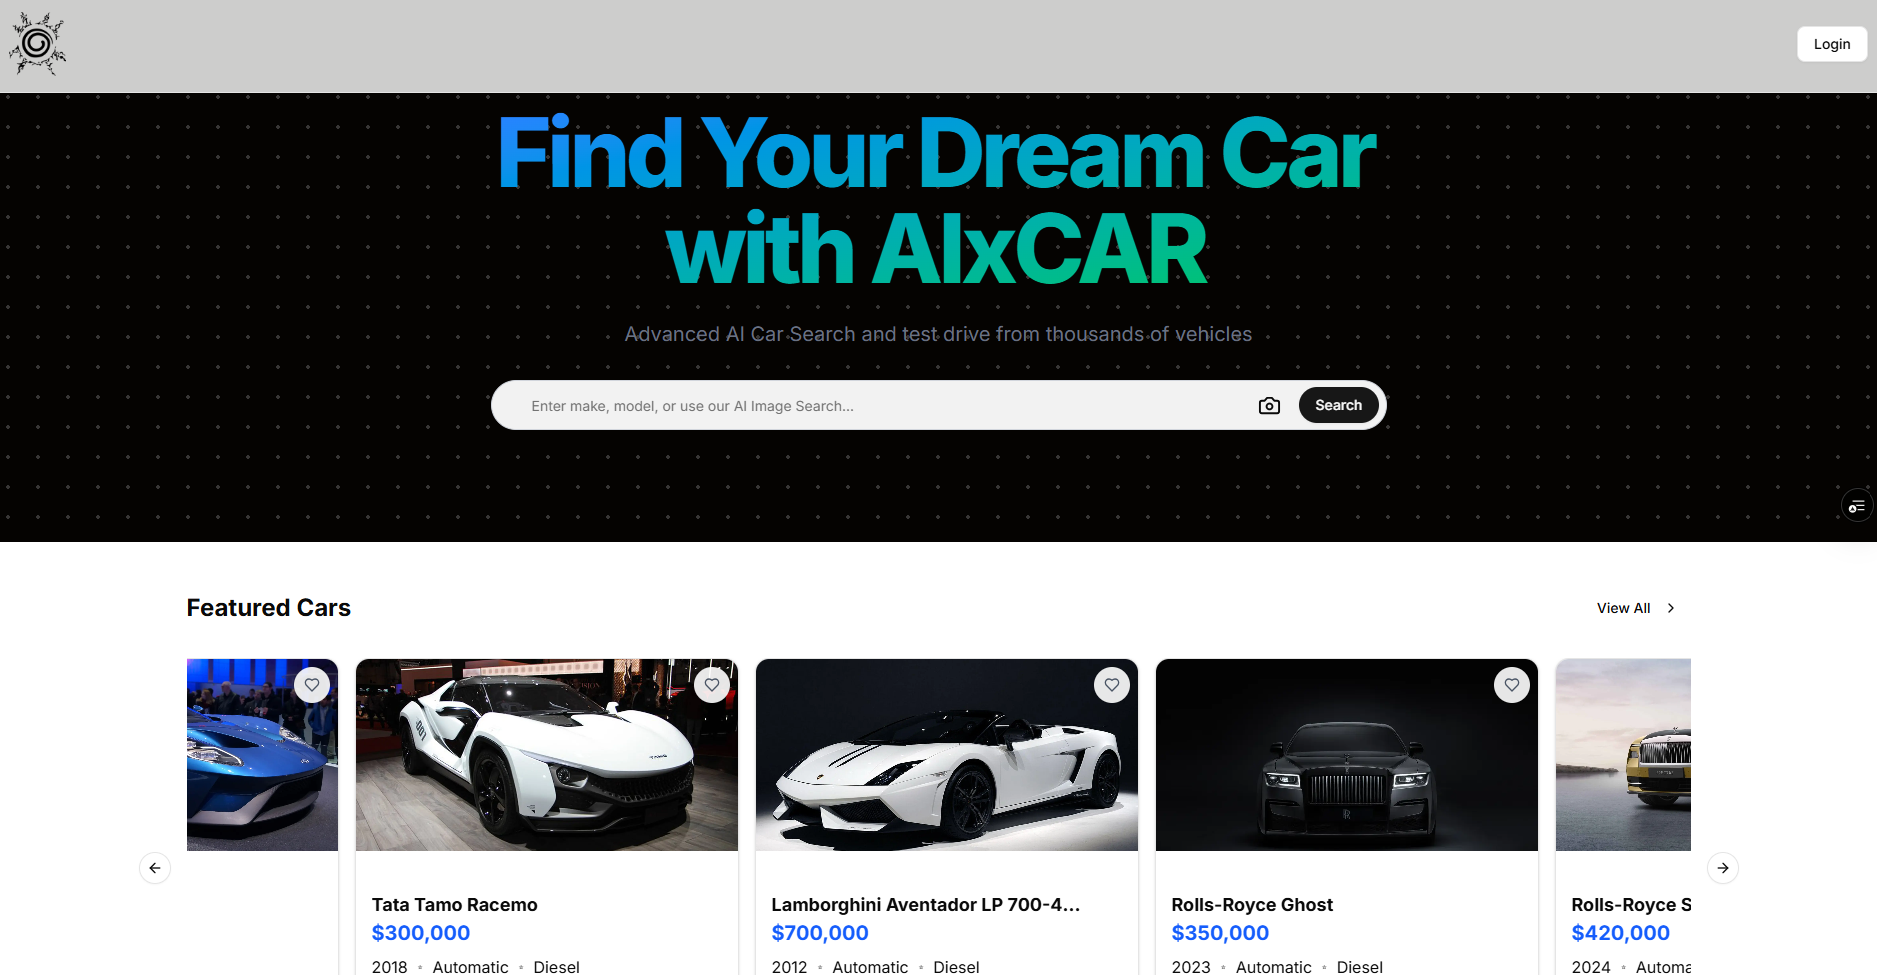 Login
Find Your Dream Car
with AIxCAR
Advanced AI Car Search and test drive from thousands of vehicles
Enter make, model, or use our AI Image Search...
Search
Featured Cars
View All
Tata Tamo Racemo
$300,000
2018 • Automatic • Diesel
Lamborghini Aventador LP 700-4...
$700,000
2012 • Automatic • Diesel
Rolls-Royce Ghost
$350,000
2023 • Automatic • Diesel
Rolls-Royce S
$420,000
2024 • Automa